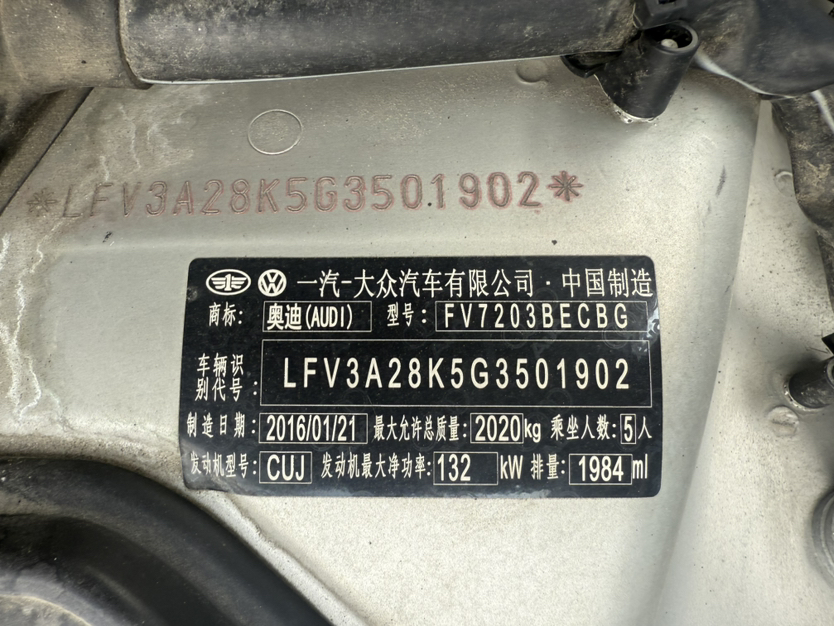 *LFV3A28K5G3501902*
一汽-大众汽车有限公司·中国制造
商标: 奥迪(AUDI) 型号: FV7203BECBG
车辆识别代号: LFV3A28K5G3501902
制造日期: 2016/01/21 最大允许总质量: 2020kg 乘坐人数: 5人
发动机型号: CUJ 发动机最大净功率: 132 kW 排量: 1984 ml